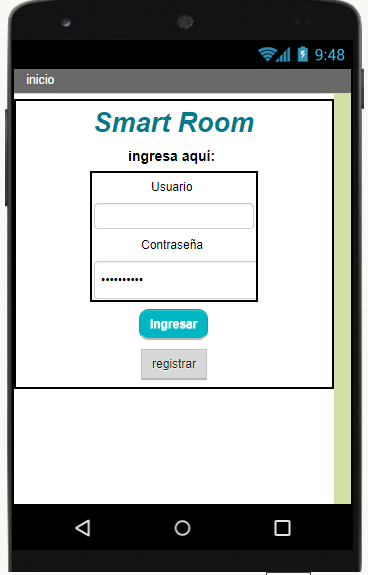 9:48
inicio
Smart Room
ingresa aquí:
Usuario
Contraseña
••••••••••
Ingresar
registrar